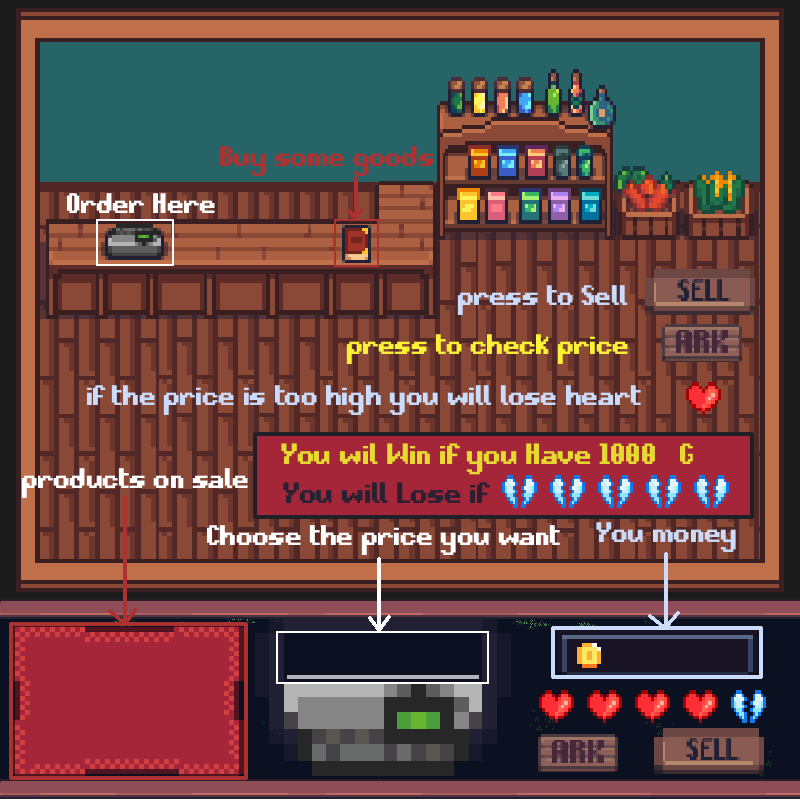 Buy some goods
Order Here
press to Sell
SELL
press to check price
ARK
if the price is too high you will lose heart
You wil Win if you Have 1000 G
products on sale
You will Lose if
Choose the price you want
You money
ARK
SELL